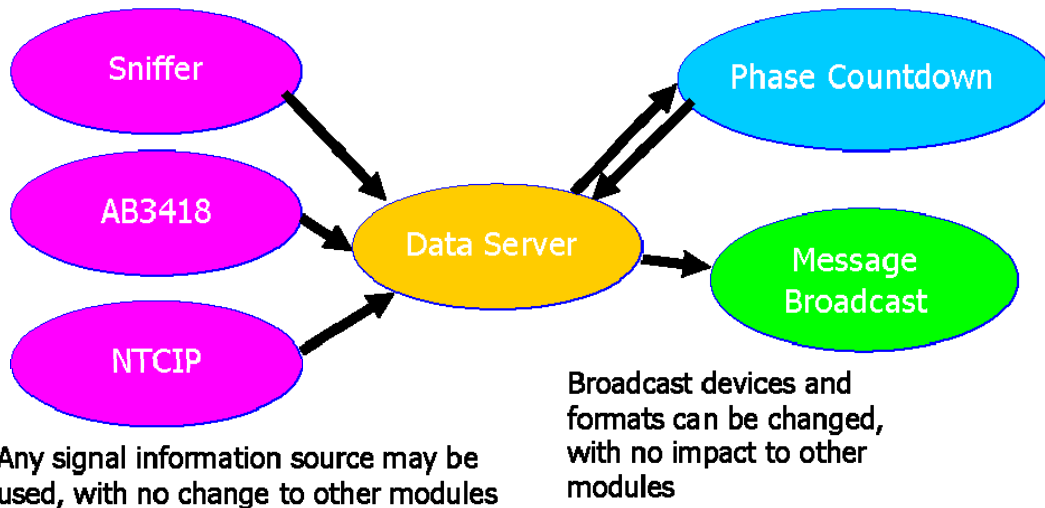 Sniffer
Phase Countdown
AB3418
Data Server
Message
Broadcast
NTCIP
Broadcast devices and
formats can be changed,
with no impact to other
modules
Any signal information source may be
used, with no change to other modules